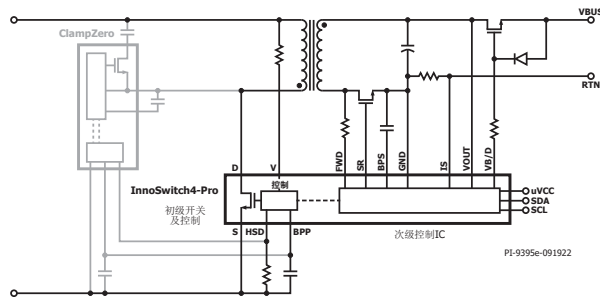 VBUS
ClampZero
RTN
D
V
FWD
SR
BPS
GND
IS
VOUT
VB/D
InnoSwitch4-Pro
控制
初级开关
及控制
uVCC
SDA
SCL
S
HSD
BPP
次级控制IC
PI-9395e-091922